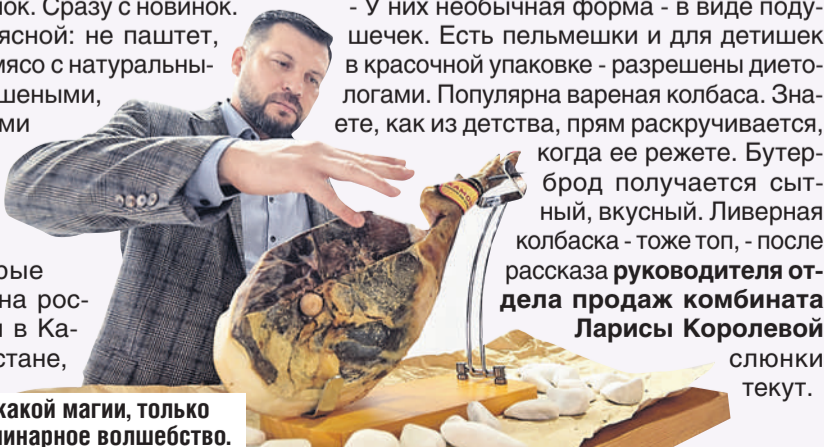 ок. Сразу с новинок.
ясной: не паштет,
мясо с натуральны-
шеными,
ми
рые
на рос-
и в Ка-
стане,
какой магии, только
линарное волшебство.
- У них необычная форма - в виде поду-
шечек. Есть пельмешки и для детишек
в красочной упаковке - разрешены дието-
логами. Популярна вареная колбаса. Зна-
ете, как из детства, прям раскручивается,
когда ее режете. Бутер-
брод получается сыт-
ный, вкусный. Ливерная
колбаска - тоже топ, - после
рассказа руководителя от-
дела продаж комбината
Ларисы Королевой
слюнки
текут.